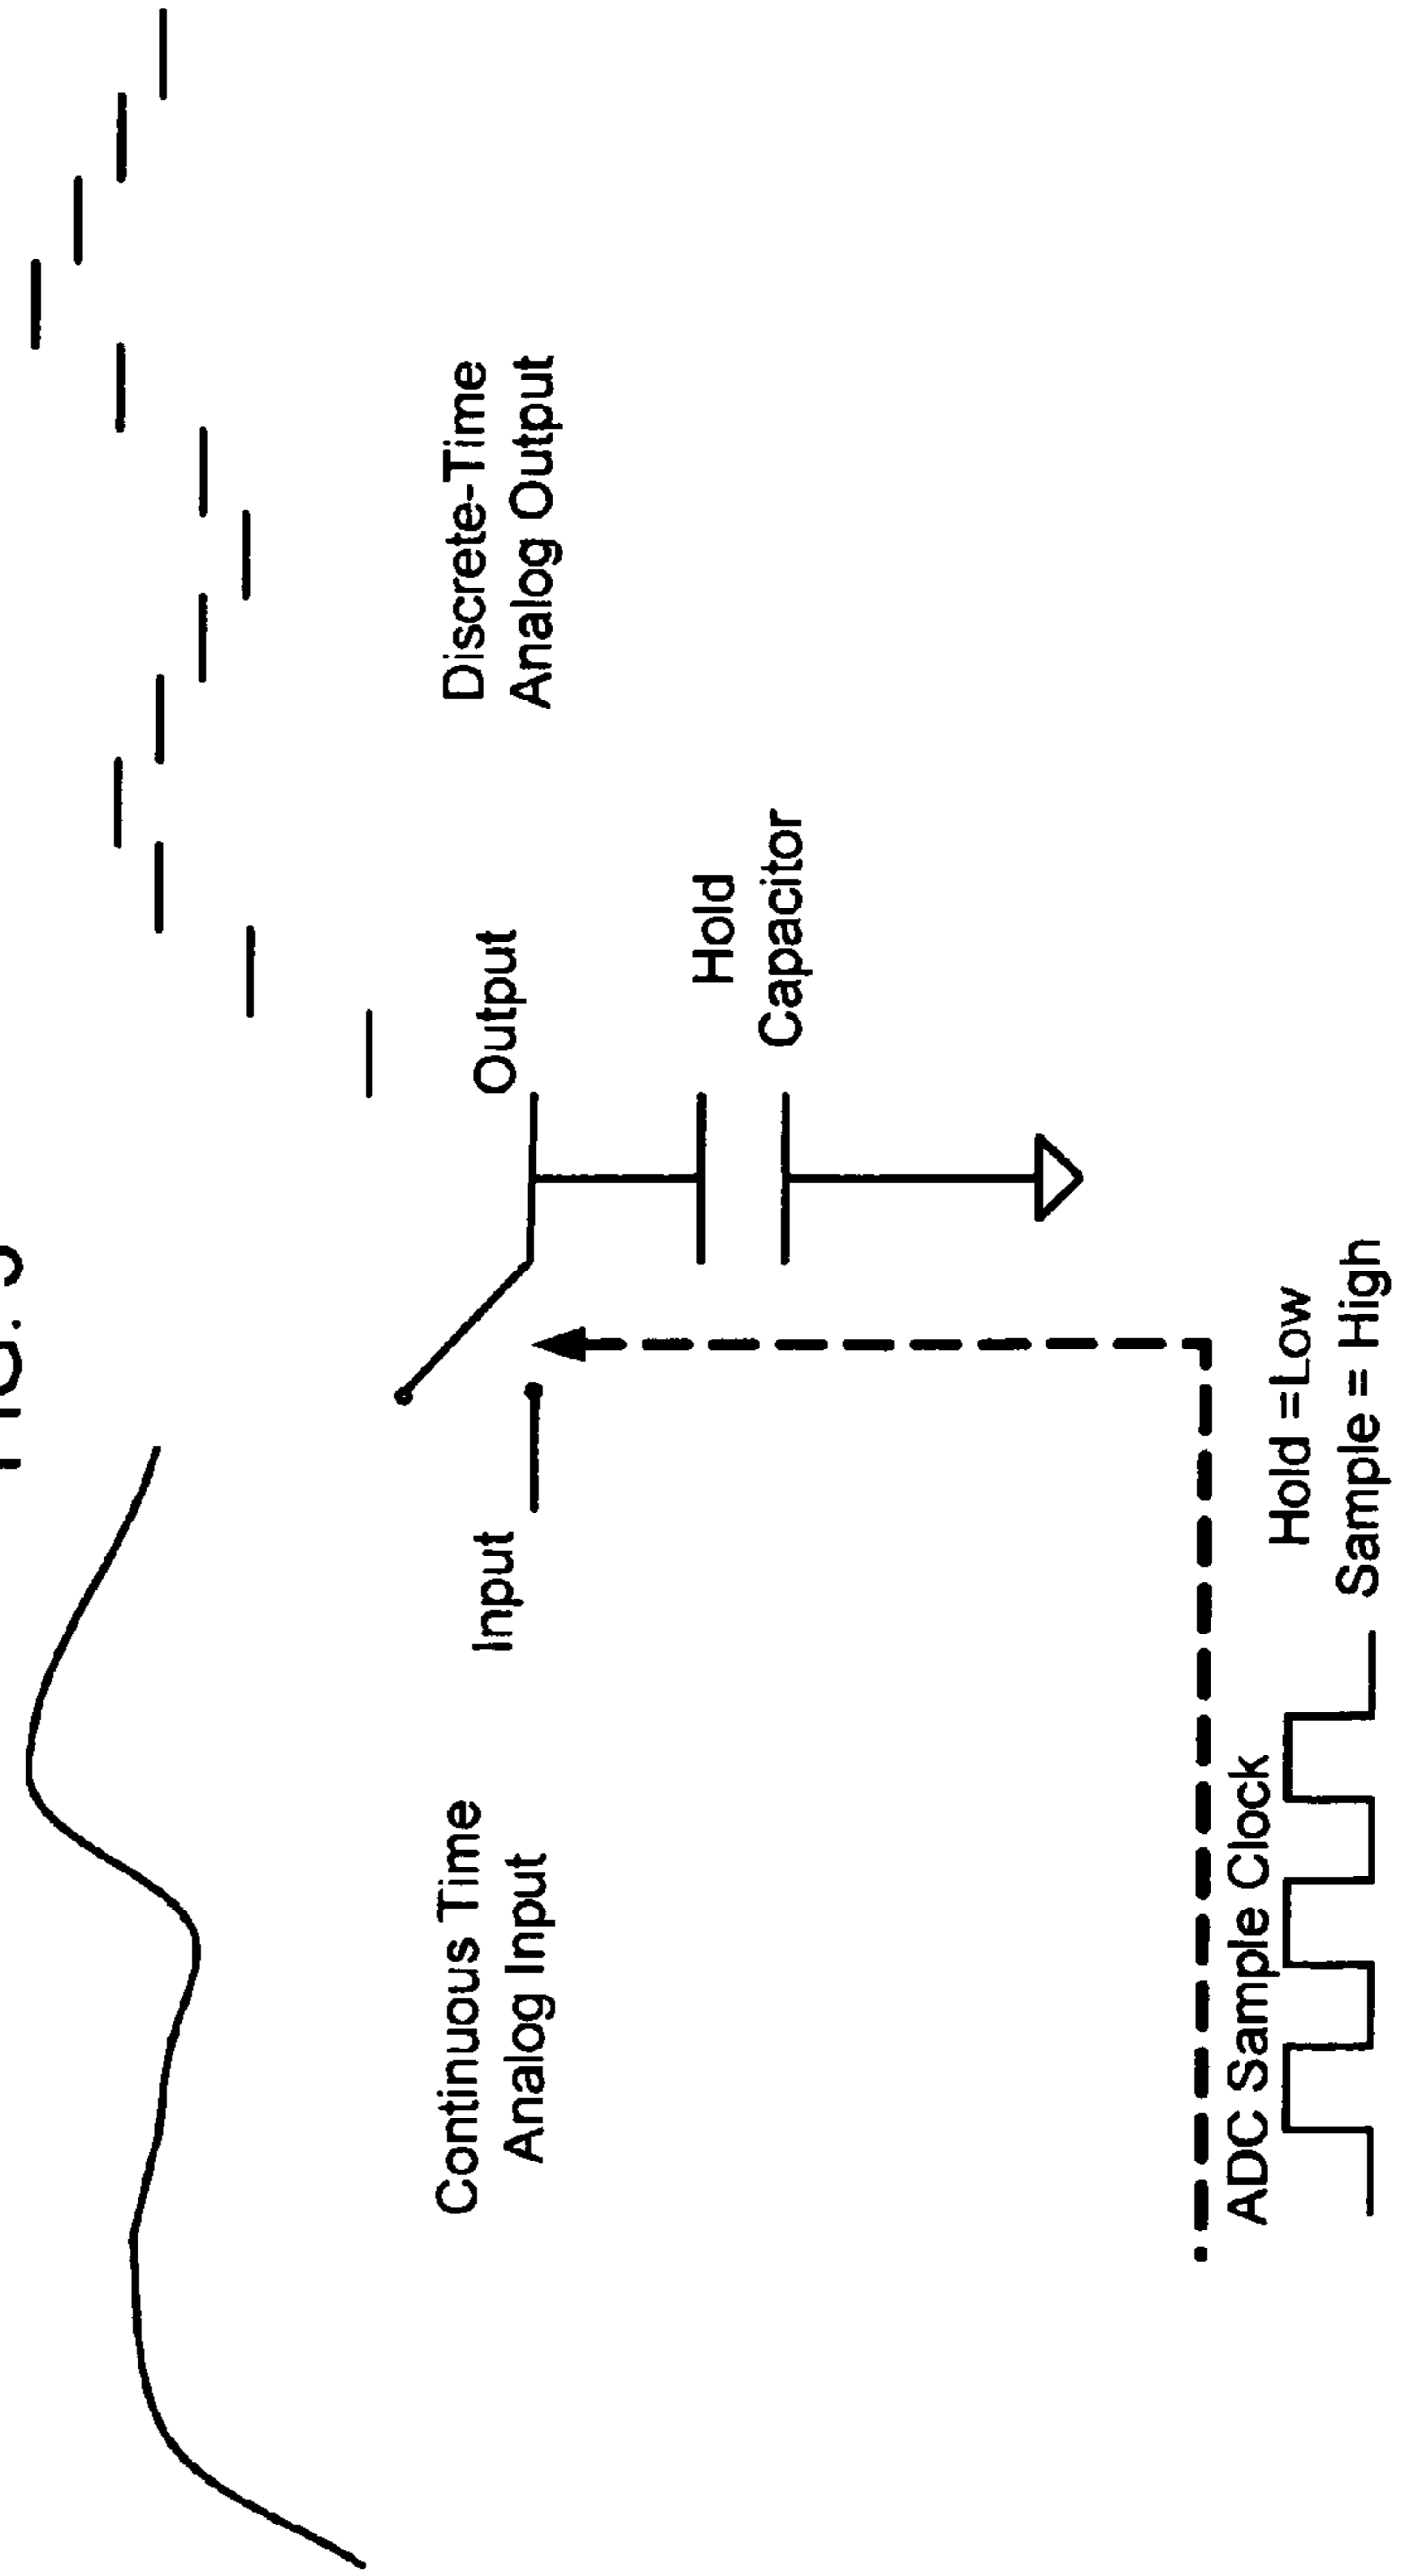 Continuous Time
Analog Input
Input
Output
Discrete-Time
Analog Output
Hold
Capacitor
ADC Sample Clock
Hold =Low
Sample = High